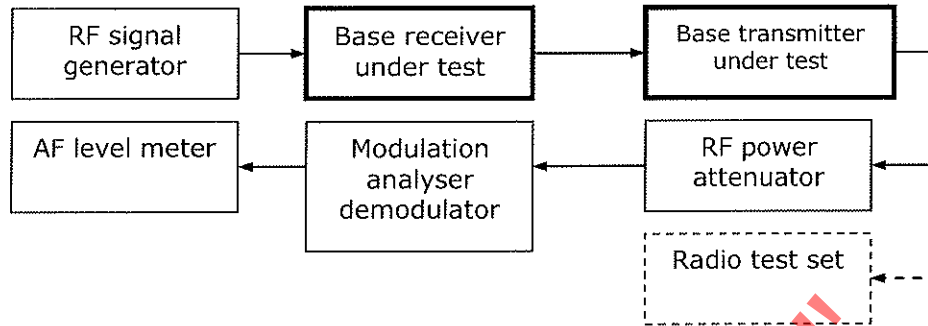 RF signal
generator
Base receiver
under test
Base transmitter
under test
AF level meter
Modulation
analyser
demodulator
RF power
attenuator
Radio test set